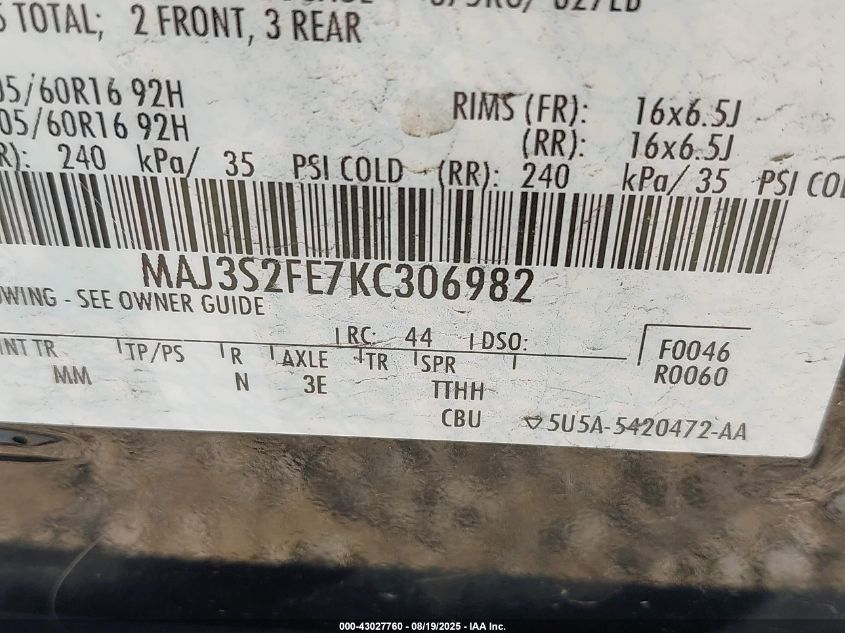 TOTAL; 2 FRONT, 3 REAR
5/60R16 92H RIMS (FR): 16x6.5J
05/60R16 92H (RR): 16x6.5J
R): 240 kPa/ 35 PSI COLD (RR): 240 kPa/ 35 PSI COL
MAJ3S2FE7KC306982
OWING - SEE OWNER GUIDE
RC: 44 DSO:
INT TR TP/PS R AXLE TR SPR F0046
MM N 3E TTHH R0060
CBU 5U5A-5420472-AA
000-43027760 - 08/19/2025 - IAA Inc.